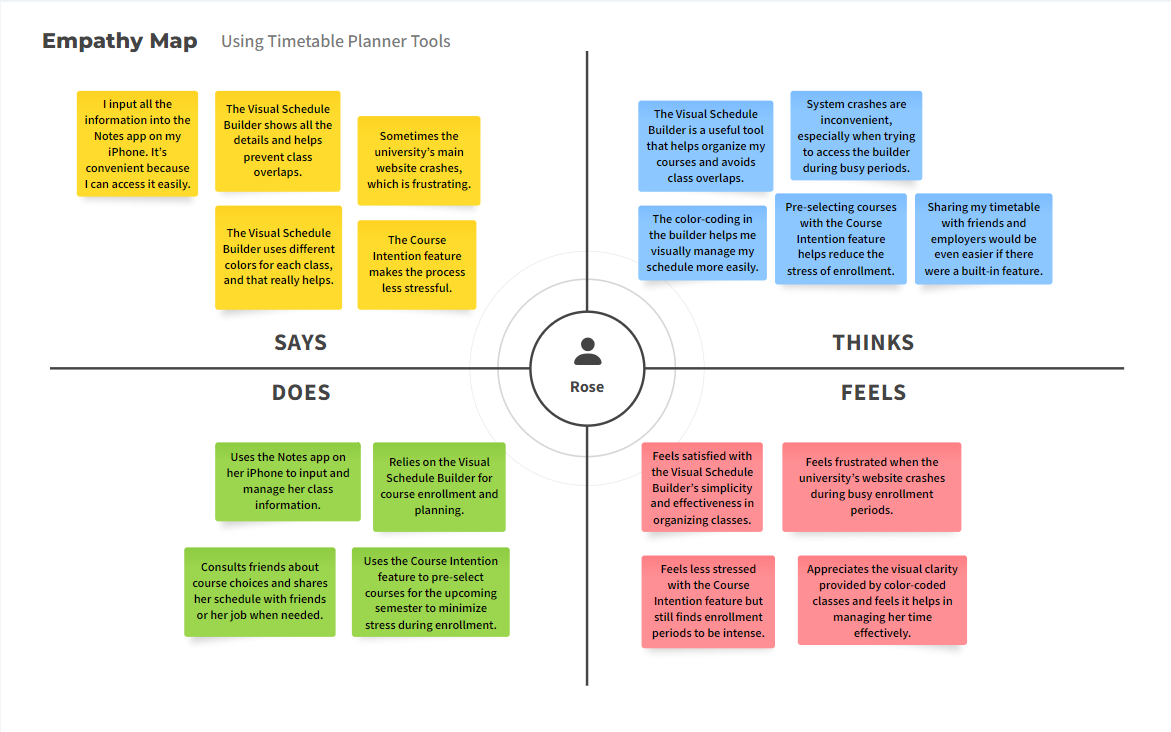 Empathy Map
Using Timetable Planner Tools
I input all the
information into the
Notes app on my
iPhone. It's
convenient because
I can access it easily.
The Visual Schedule
Builder shows all the
details and helps
prevent class
overlaps.
Sometimes the
university's main
website crashes,
which is frustrating.
The Visual Schedule
Builder uses different
colors for each class,
and that really helps.
The Course
Intention feature
makes the process
less stressful.
SAYS
The Visual Schedule
Builder is a useful tool
that helps organize my
courses and avoids
class overlaps.
System crashes are
inconvenient,
especially when trying
to access the builder
during busy periods.
The color-coding in
the builder helps me
visually manage my
schedule more easily.
Pre-selecting courses
with the Course
Intention feature
helps reduce the
stress of enrollment.
Sharing my timetable
with friends and
employers would be
even easier if there
were a built-in feature.
THINKS
Rose
DOES
Uses the Notes app on
her iPhone to input and
manage her class
information.
Relies on the Visual
Schedule Builder for
course enrollment and
planning.
Consults friends about
course choices and shares
her schedule with friends
or her job when needed.
Uses the Course Intention
feature to pre-select
courses for the upcoming
semester to minimize
stress during enrollment.
FEELS
Feels satisfied with
the Visual Schedule
Builder's simplicity
and effectiveness in
organizing classes.
Feels frustrated when the
university's website crashes
during busy enrollment
periods.
Feels less stressed
with the Course
Intention feature but
still finds enrollment
periods to be intense.
Appreciates the visual clarity
provided by color-coded
classes and feels it helps in
managing her time
effectively.